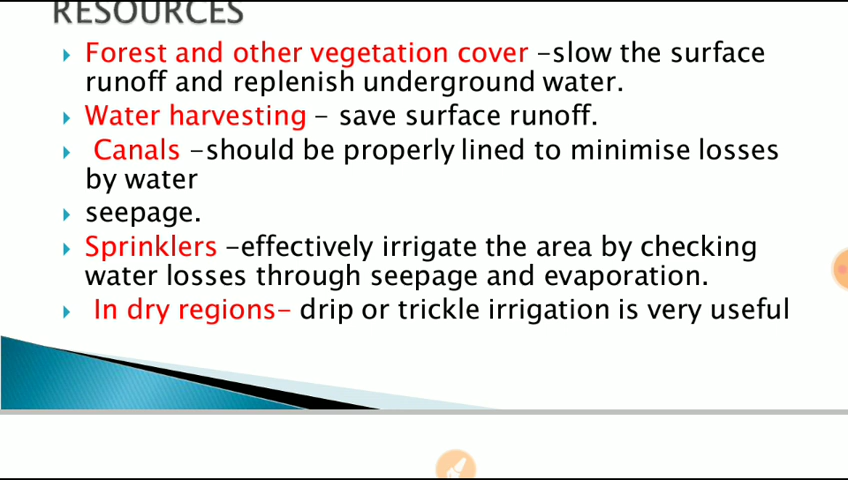 RESOURCES
Forest and other vegetation cover –slow the surface
runoff and replenish underground water.
Water harvesting – save surface runoff.
Canals –should be properly lined to minimise losses
by water
seepage.
Sprinklers –effectively irrigate the area by checking
water losses through seepage and evaporation.
In dry regions– drip or trickle irrigation is very useful